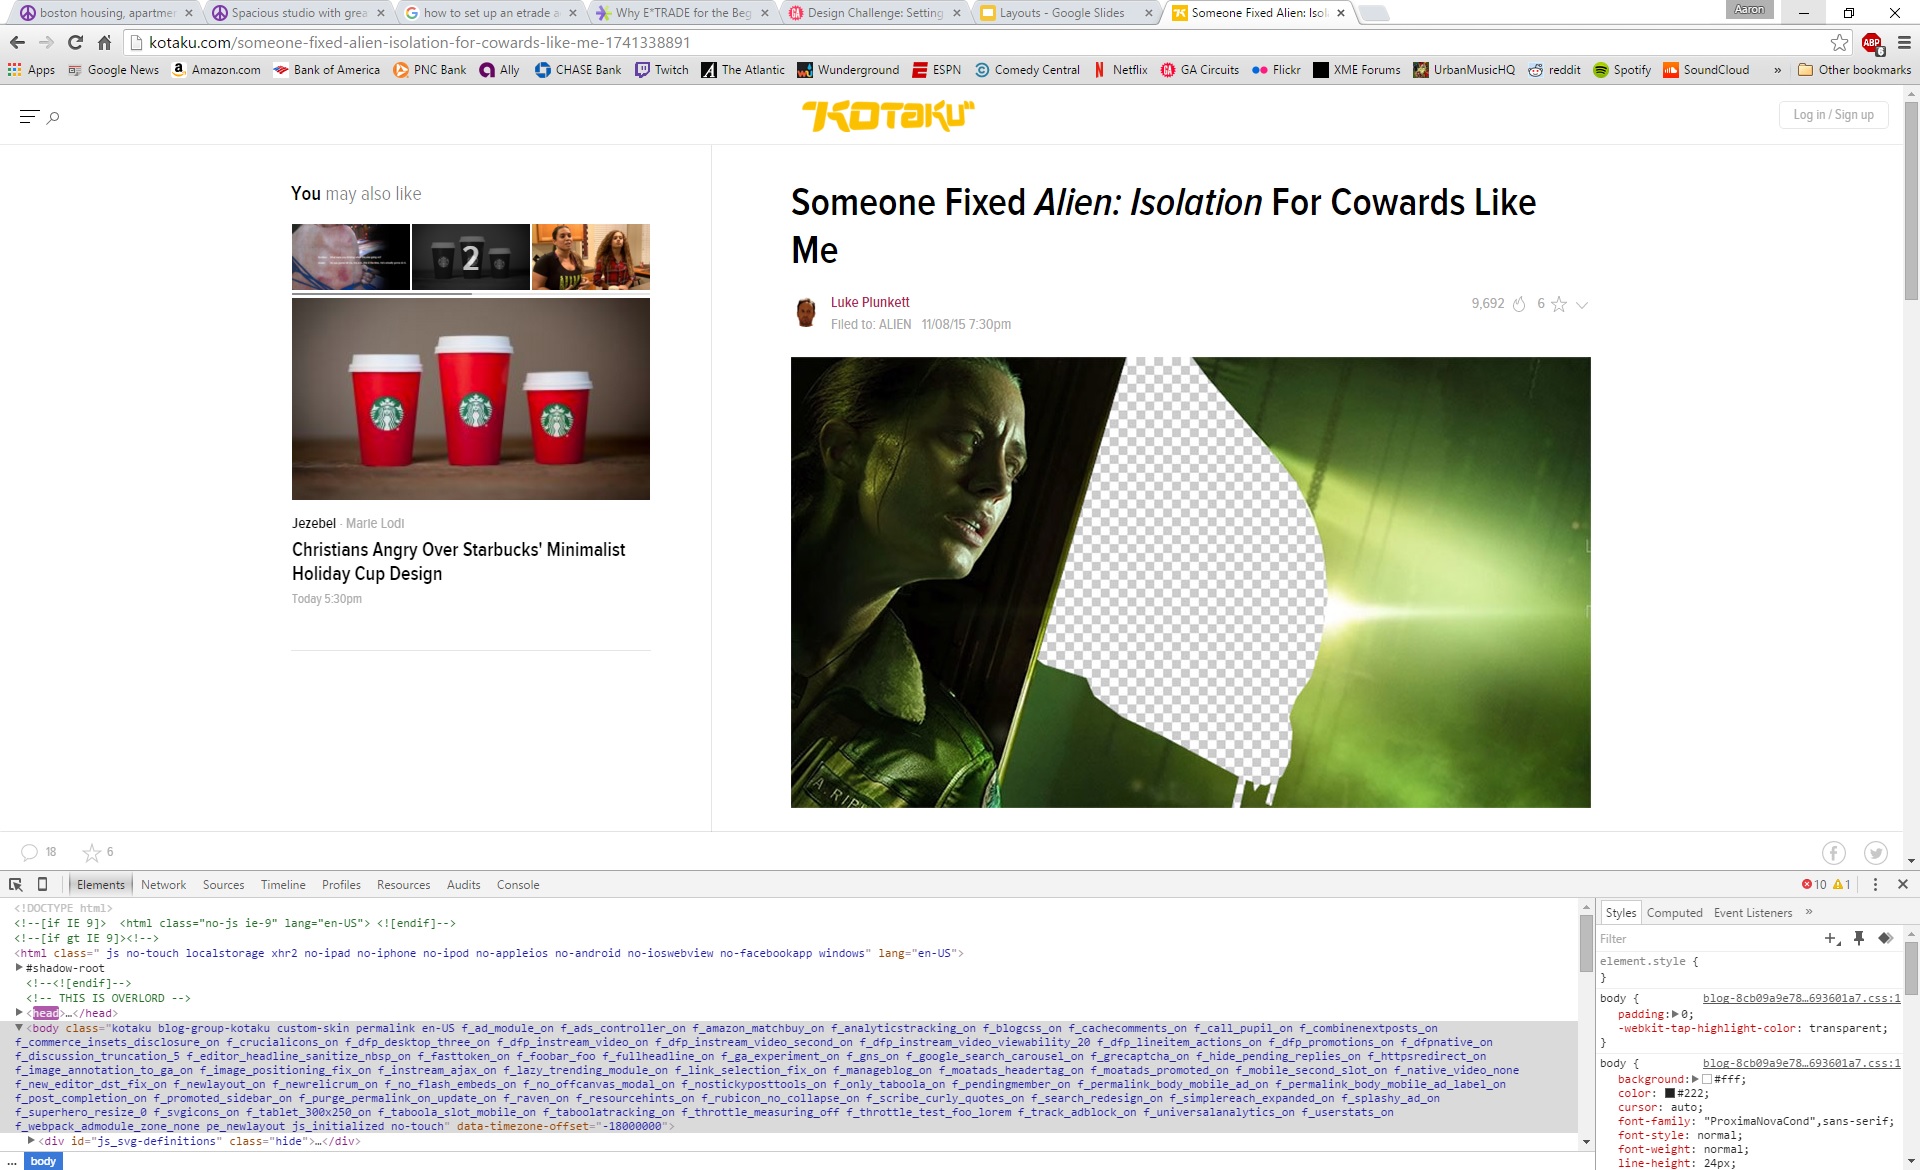 boston housing, apartmer
Spacious studio with grea
how to set up an etrade a
Why E*TRADE for the Beg
Design Challenge: Setting
Layouts - Google Slides
Someone Fixed Alien: Isol
Aaron
kotaku.com/someone-fixed-alien-isolation-for-cowards-like-me-1741338891
ABP
6
Apps Google News Amazon.com Bank of America PNC Bank Ally CHASE Bank Twitch The Atlantic Wunderground ESPN Comedy Central Netflix GA Circuits Flickr XME Forums UrbanMusicHQ reddit Spotify SoundCloud » Other bookmarks
KOTAKU
Log in / Sign up
You may also like
2
Jezebel - Marie Lodi
Christians Angry Over Starbucks' Minimalist
Holiday Cup Design
Today 5:30pm
Someone Fixed Alien: Isolation For Cowards Like
Me
Luke Plunkett
Filed to: ALIEN 11/08/15 7:30pm
9,692 6
A. RIP
18 6
Elements Network Sources Timeline Profiles Resources Audits Console
10 1
<!DOCTYPE html>
<!--[if IE 9]> <html class="no-js ie-9" lang="en-US"> <![endif]-->
<!--[if gt IE 9]><!-->
<html class=" js no-touch localstorage xhr2 no-ipad no-iphone no-ipod no-appleios no-android no-ioswebview no-facebookapp windows" lang="en-US">
#shadow-root
<!--<![endif]-->
<!-- THIS IS OVERLORD -->
<head>…</head>
<body class="kotaku blog-group-kotaku custom-skin permalink en-US f_ad_module_on f_ads_controller_on f_amazon_matchbuy_on f_analyticstracking_on f_blogcss_on f_cachecomments_on f_call_pupil_on f_combinenextposts_on
f_commerce_insets_disclosure_on f_crucialicons_on f_dfp_desktop_three_on f_dfp_instream_video_on f_dfp_instream_video_second_on f_dfp_instream_video_viewability_20 f_dfp_lineitem_actions_on f_dfp_promotions_on f_dfpnative_on
f_discussion_truncation_5 f_editor_headline_sanitize_nbsp_on f_fasttoken_on f_foobar_foo f_fullheadline_on f_ga_experiment_on f_gns_on f_google_search_carousel_on f_grecaptcha_on f_hide_pending_replies_on f_httpsredirect_on
f_image_annotation_to_ga_on f_image_positioning_fix_on f_instream_ajax_on f_lazy_trending_module_on f_link_selection_fix_on f_manageblog_on f_moatads_headertag_on f_moatads_promoted_on f_mobile_second_slot_on f_native_video_none
f_new_editor_dst_fix_on f_newlayout_on f_newrelicrum_on f_no_flash_embeds_on f_no_offcanvas_modal_on f_nostickyposttools_on f_only_taboola_on f_pendingmember_on f_permalink_body_mobile_ad_on f_permalink_body_mobile_ad_label_on
f_post_completion_on f_promoted_sidebar_on f_purge_permalink_on_update_on f_raven_on f_resourcehints_on f_rubicon_no_collapse_on f_scribe_curly_quotes_on f_search_redesign_on f_simplereach_expanded_on f_splashy_ad_on
f_superhero_resize_0 f_svgicons_on f_tablet_300x250_on f_taboola_slot_mobile_on f_taboolatracking_on f_throttle_measuring_off f_throttle_test_foo_lorem f_track_adblock_on f_universalanalytics_on f_userstats_on
f_webpack_admodule_zone_none pe_newlayout js_initialized no-touch" data-timezone-offset="-18000000">
<div id="js_svg-definitions" class="hide">…</div>
... body
Styles Computed Event Listeners »
Filter
element.style {
}
body { blog-8cb09a9e78…693601a7.css:1
padding: 0;
-webkit-tap-highlight-color: transparent;
}
body { blog-8cb09a9e78…693601a7.css:1
background: #fff;
color: #222;
cursor: auto;
font-family: "ProximaNovaCond",sans-serif;
font-style: normal;
font-weight: normal;
line-height: 24px;